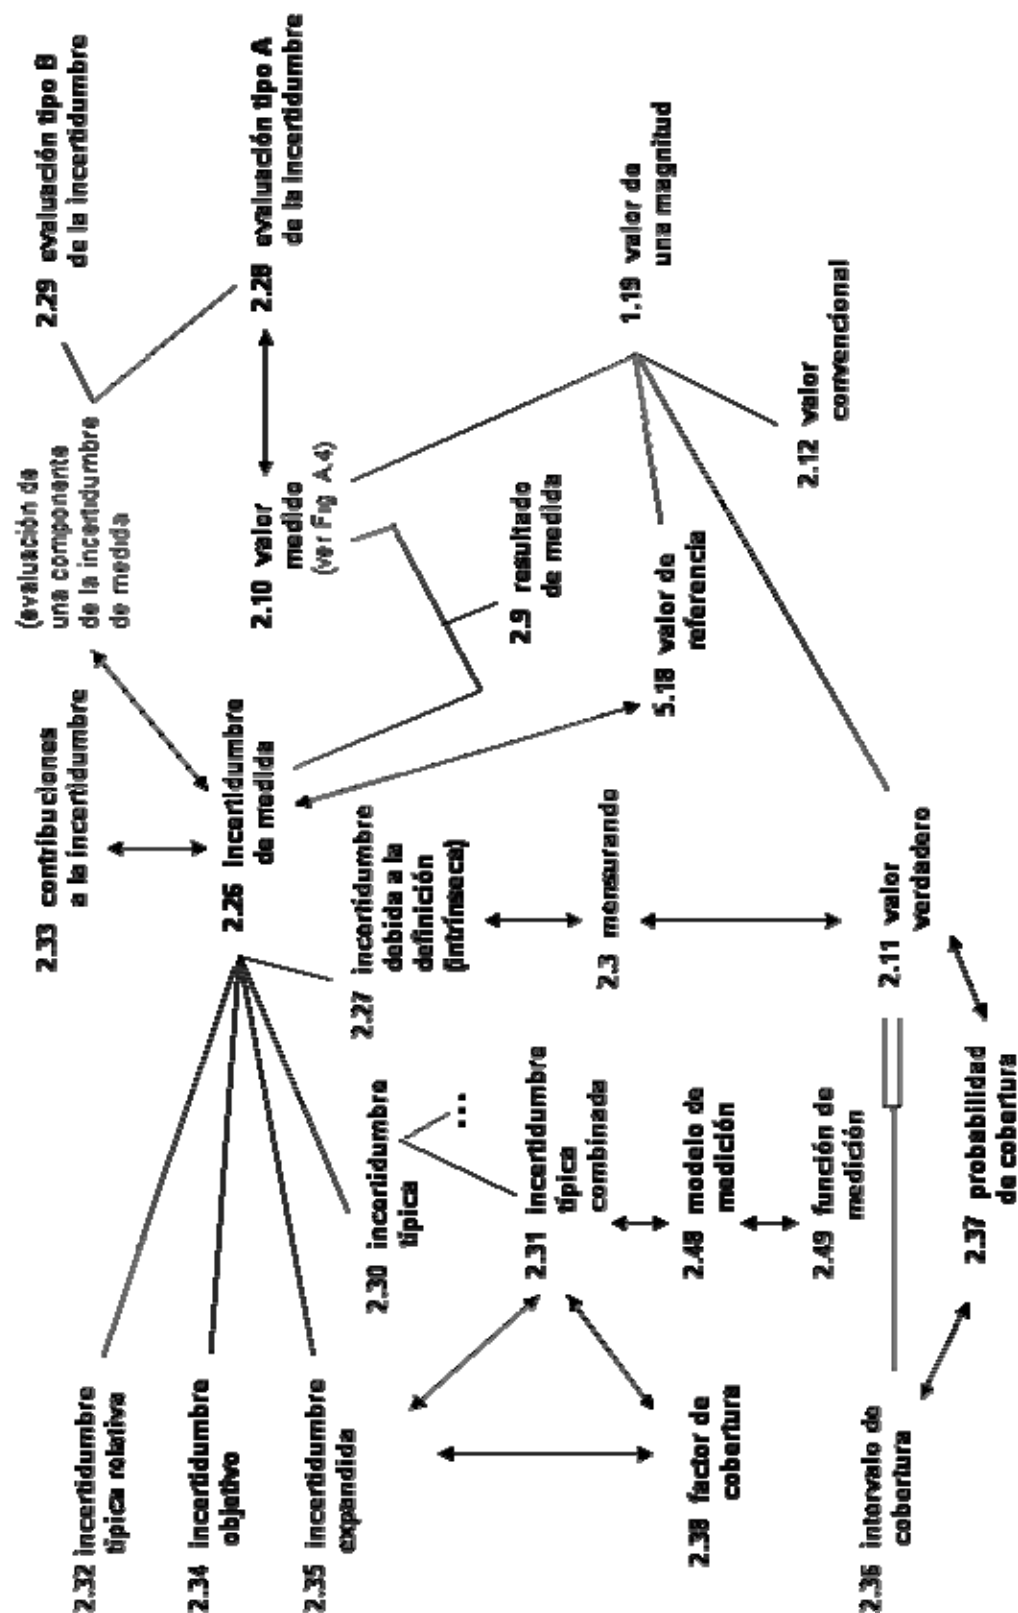 2.29 evaluación tipo B
de la incertidumbre
2.28 evaluación tipo A
de la incertidumbre
(evaluación de
una componente
de la incertidumbre
de medida
2.10 valor
medido
(ver Fig A.4)
1.19 valor de
una magnitud
2.12 valor
convencional
2.9 resultado
de medida
5.18 valor de
referencia
2.33 contribuciones
a la incertidumbre
2.26 incertidumbre
de medida
2.27 incertidumbre
debida a la
definición
(intrínseca)
2.3 mensurando
2.11 valor
verdadero
2.30 incertidumbre
típica
...
2.31 incertidumbre
típica
combinada
2.48 modelo de
medición
2.49 función de
medición
2.37 probabilidad
de cobertura
2.32 incertidumbre
típica relativa
2.34 incertidumbre
objetivo
2.35 incertidumbre
expandida
2.38 factor de
cobertura
2.36 intervalo de
cobertura